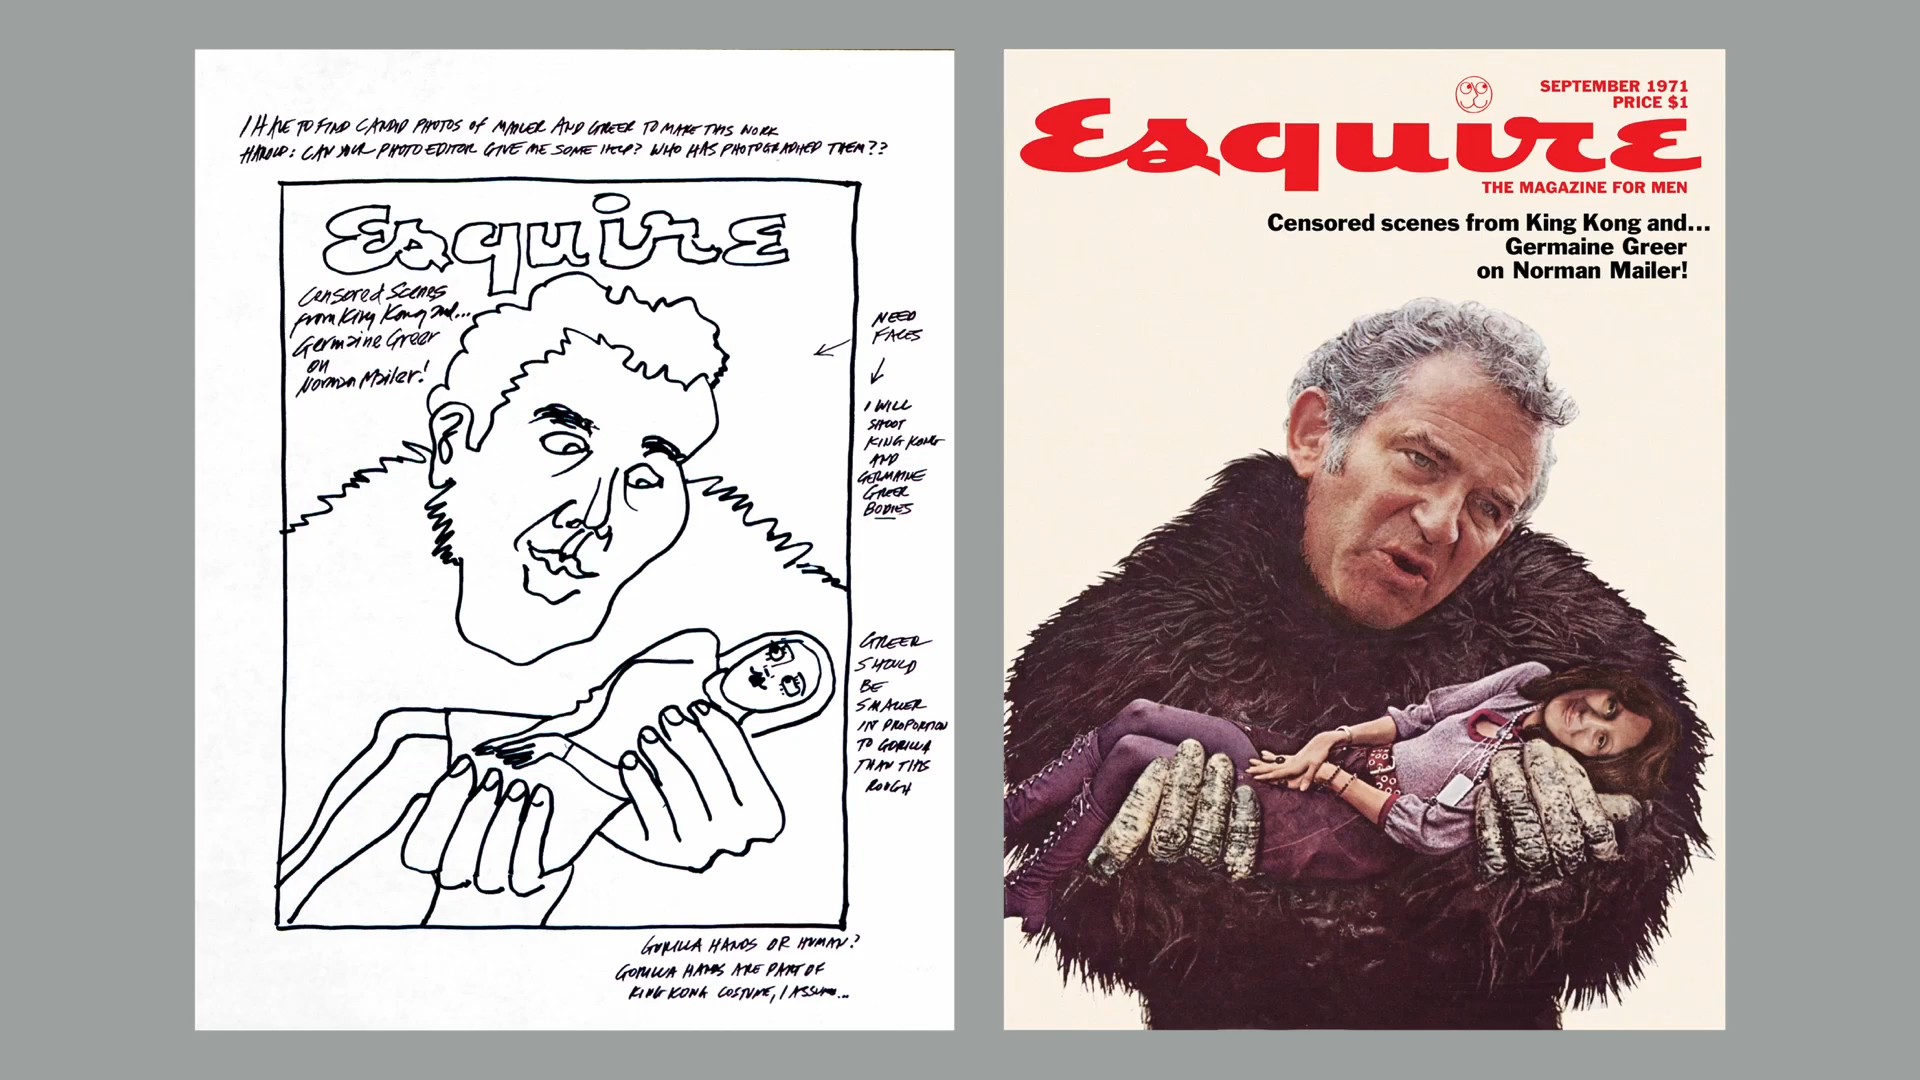 I HAVE TO FIND CANDID PHOTOS OF MAILER AND GREER TO MAKE THIS WORK
HAROLD: CAN YOUR PHOTO EDITOR GIVE ME SOME HELP? WHO HAS PHOTOGRAPHED THEM??
Esquire
Censored Scenes
from King Kong and...
Germaine Greer
on
Norman Mailer!
NEED
FACES
I WILL
SHOOT
KING KONG
AND
GERMAINE
GREER
BODIES
GREER
SHOULD
BE
SMALLER
IN PROPORTION
TO GORILLA
THAN THIS
ROUGH
GORILLA HANDS OR HUMAN?
GORILLA HANDS ARE PART OF
KING KONG COSTUME, I ASSUME...
SEPTEMBER 1971
PRICE $1
Esquire
THE MAGAZINE FOR MEN
Censored scenes from King Kong and...
Germaine Greer
on Norman Mailer!